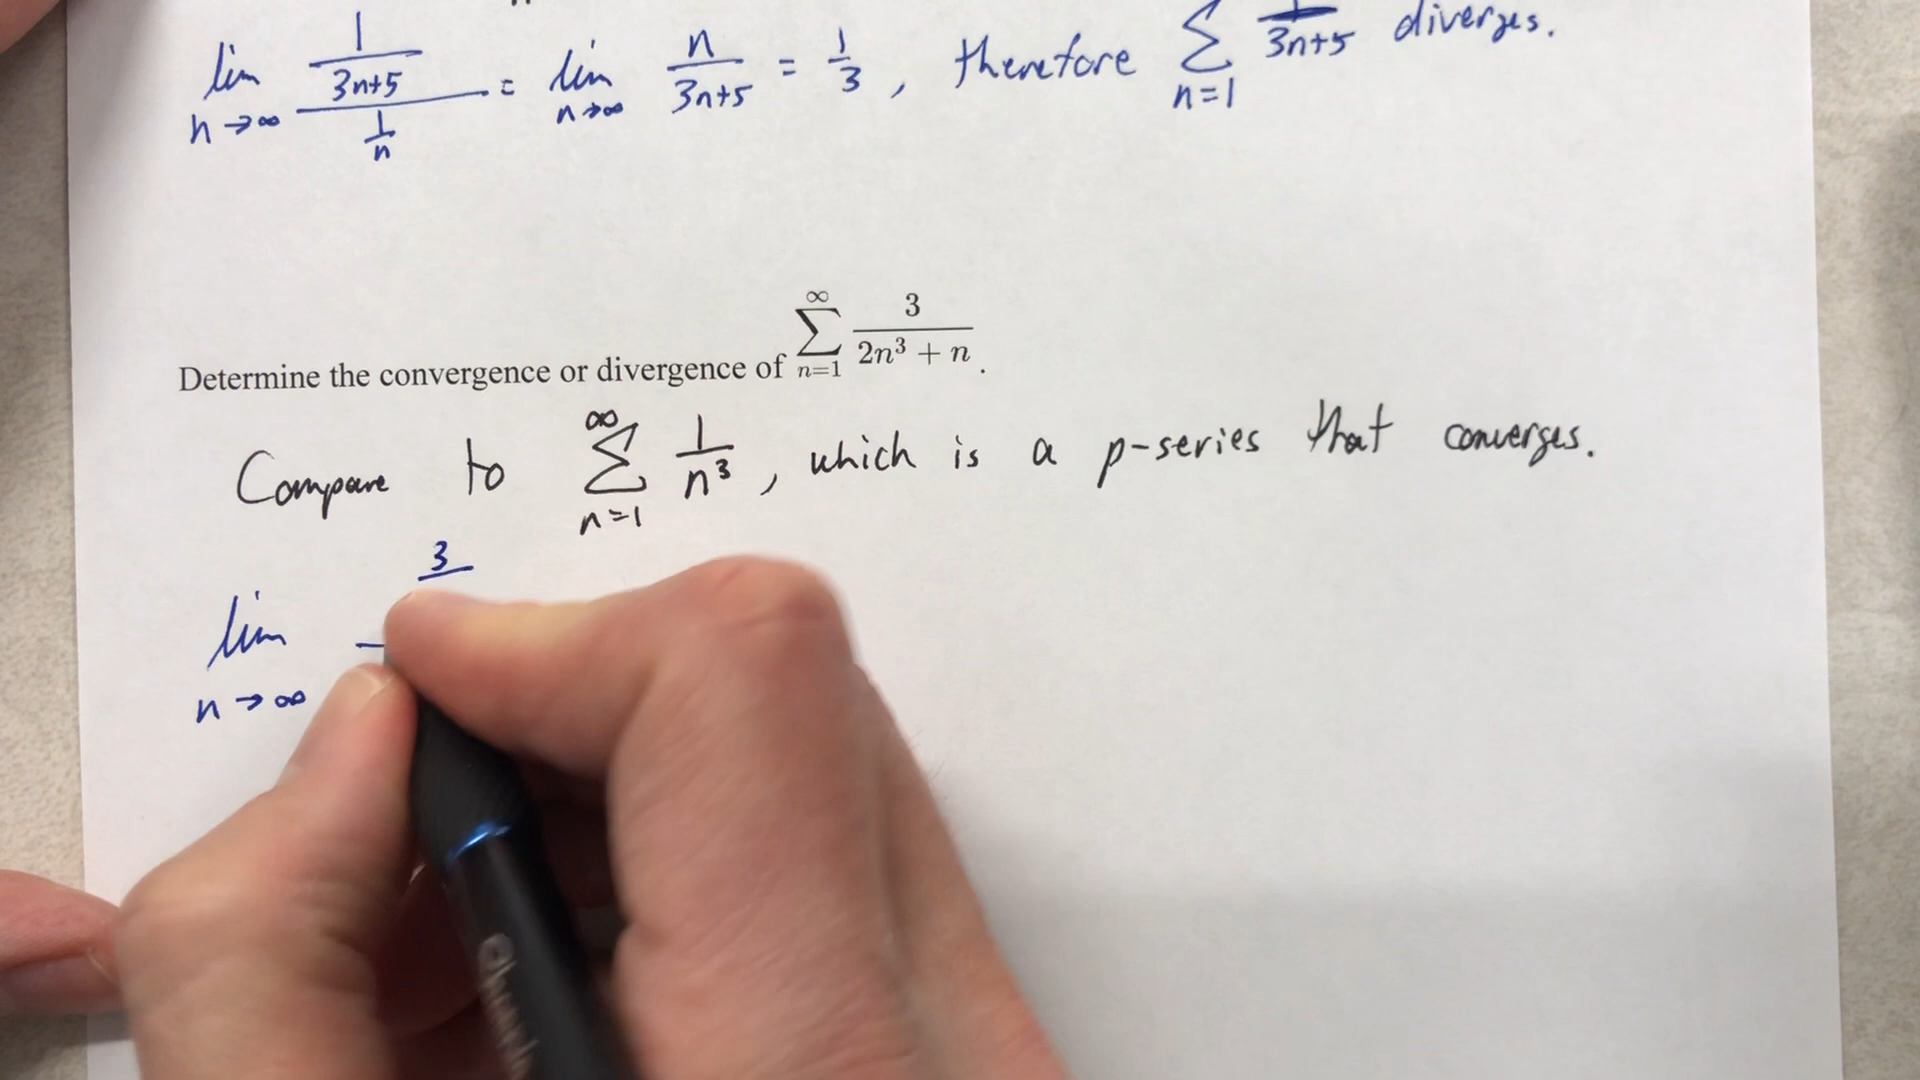 lim n→∞ (1/(3n+5))/(1/n) = lim n→∞ n/(3n+5) = 1/3, therefore ∑ n=1 1/(3n+5) diverges.
Determine the convergence or divergence of ∑_{n=1}^{∞} 3/(2n³ + n).
Compare to ∑_{n=1}^{∞} 1/n³, which is a p-series that converges.
lim n→∞ 3